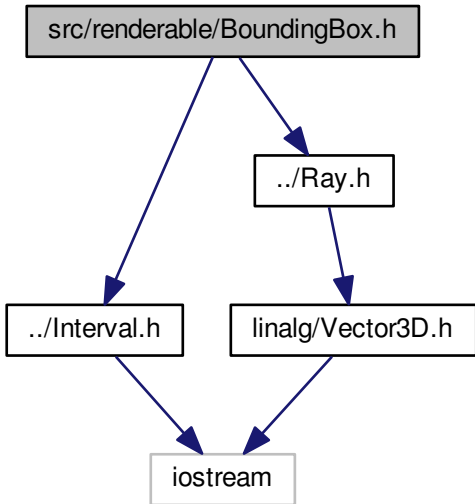 src/renderable/BoundingBox.h
../Ray.h
../Interval.h
linalg/Vector3D.h
iostream